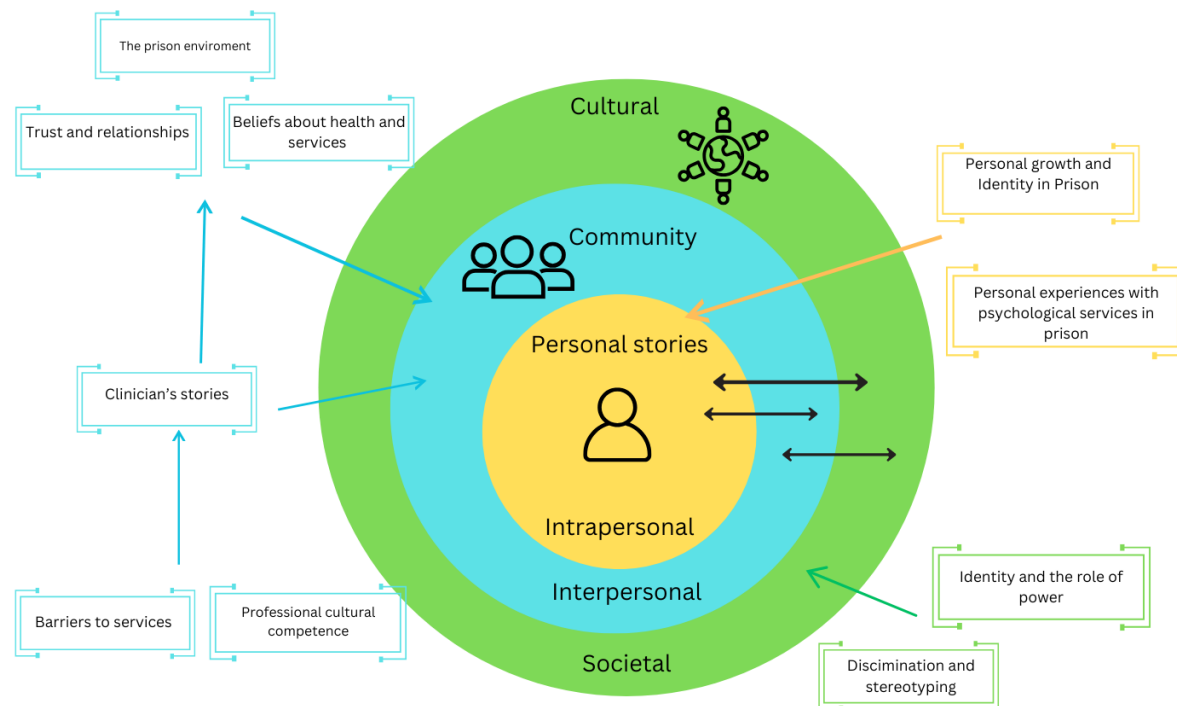 The prison enviroment
Trust and relationships
Beliefs about health and
services
Clinician's stories
Barriers to services
Professional cultural
competence
Cultural
Community
Personal stories
Intrapersonal
Interpersonal
Societal
Personal growth and
Identity in Prison
Personal experiences with
psychological services in
prison
Identity and the role of
power
Discimination and
stereotyping